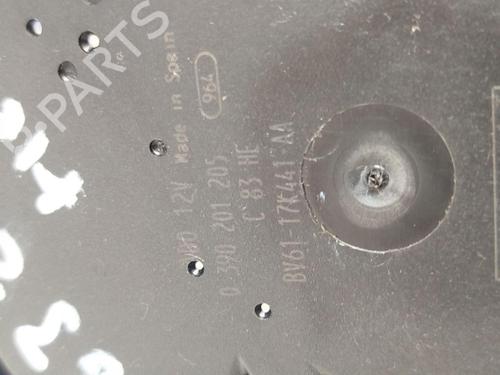 12V Made in Spain
964
0 390 201 205
C 83 HE
BV61-17K441 AA
B-PARTS